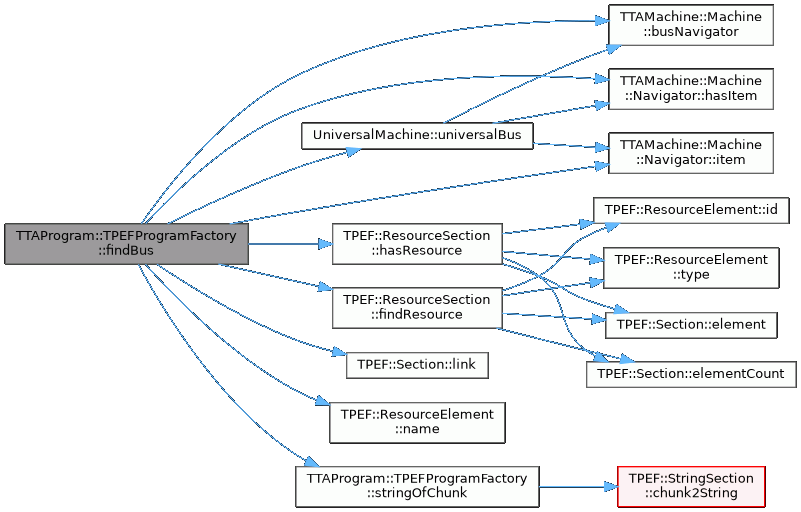 TTAProgram::TPEFProgramFactory
::findBus
TTAMachine::Machine
::busNavigator
TTAMachine::Machine
::Navigator::hasItem
UniversalMachine::universalBus
TTAMachine::Machine
::Navigator::item
TPEF::ResourceSection
::hasResource
TPEF::ResourceElement::id
TPEF::ResourceElement
::type
TPEF::ResourceSection
::findResource
TPEF::Section::element
TPEF::Section::elementCount
TPEF::Section::link
TPEF::ResourceElement
::name
TTAProgram::TPEFProgramFactory
::stringOfChunk
TPEF::StringSection
::chunk2String